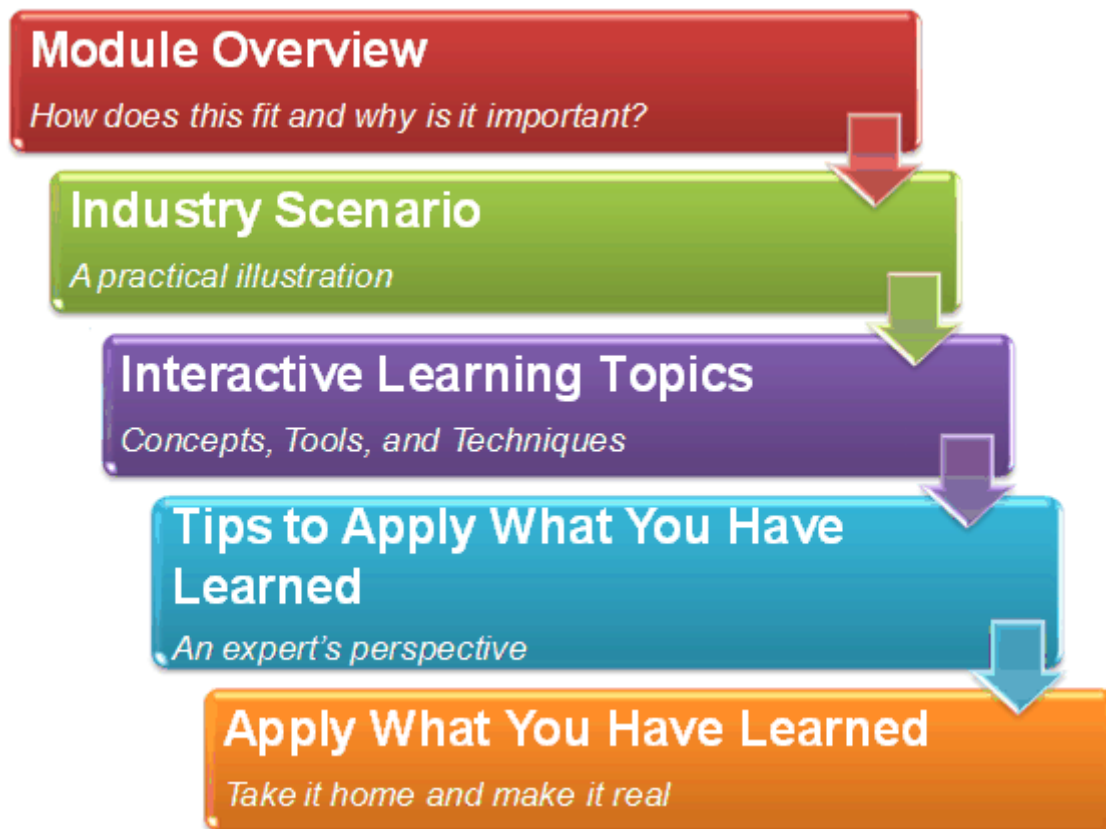 Module Overview
How does this fit and why is it important?
Industry Scenario
A practical illustration
Interactive Learning Topics
Concepts, Tools, and Techniques
Tips to Apply What You Have
Learned
An expert’s perspective
Apply What You Have Learned
Take it home and make it real